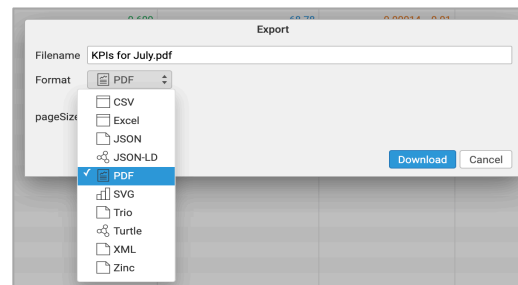 Export
Filename KPIs for July.pdf
Format PDF
CSV
pageSize Excel
JSON
JSON-LD
Download Cancel
✓ PDF
SVG
Trio
Turtle
XML
Zinc